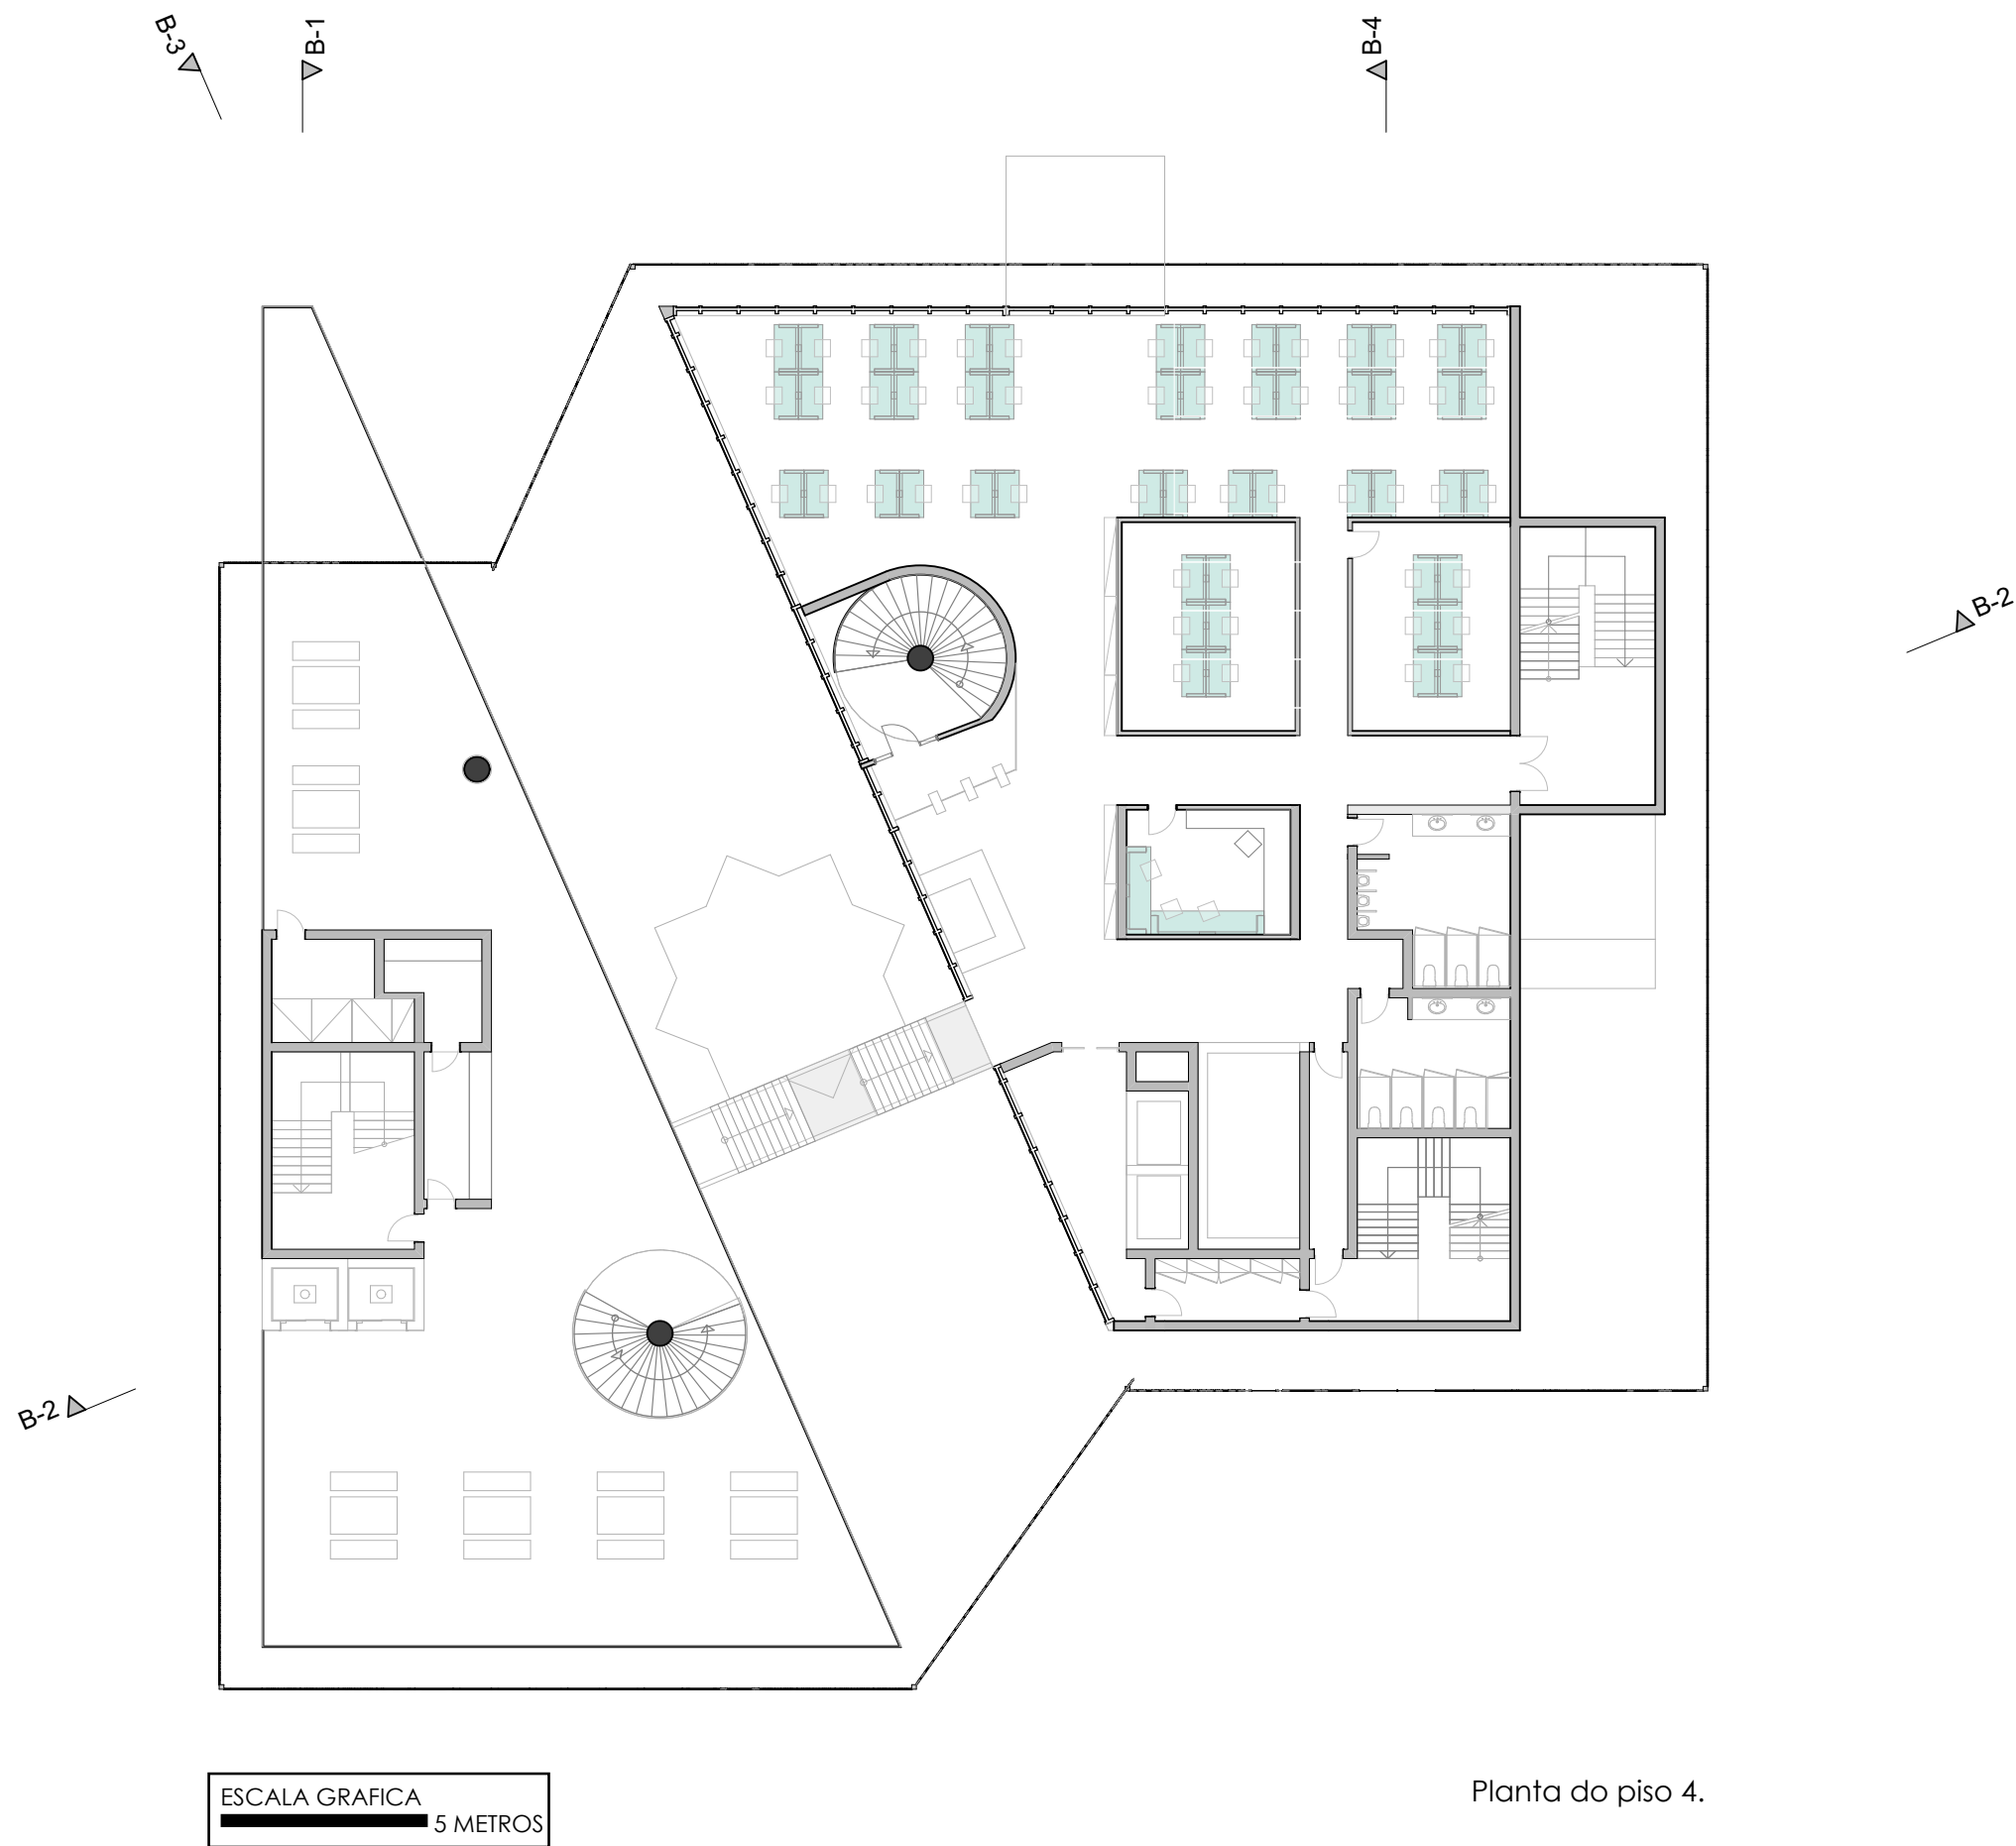 B-3
B-1
B-4
B-2
B-2
ESCALA GRAFICA
5 METROS
Planta do piso 4.